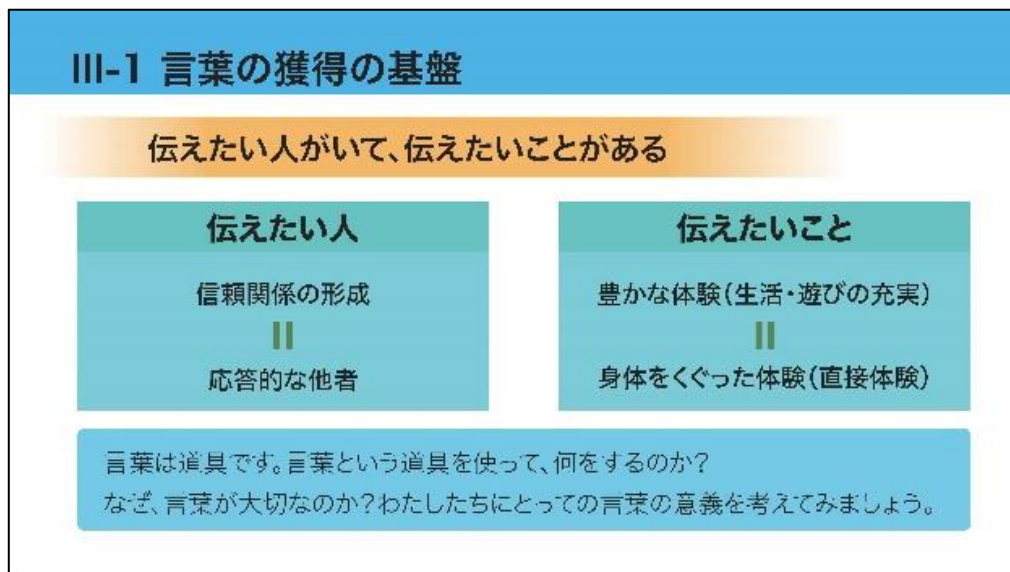 III-1 言葉の獲得の基盤
伝えたい人がいて、伝えたいことがある
伝えたい人
信頼関係の形成
=
応答的な他者
伝えたいこと
豊かな体験(生活・遊びの充実)
=
身体をくぐった体験(直接体験)
言葉は道具です。言葉という道具を使って、何をするのか?
なぜ、言葉が大切なのか?わたしたちにとっての言葉の意義を考えてみましょう。